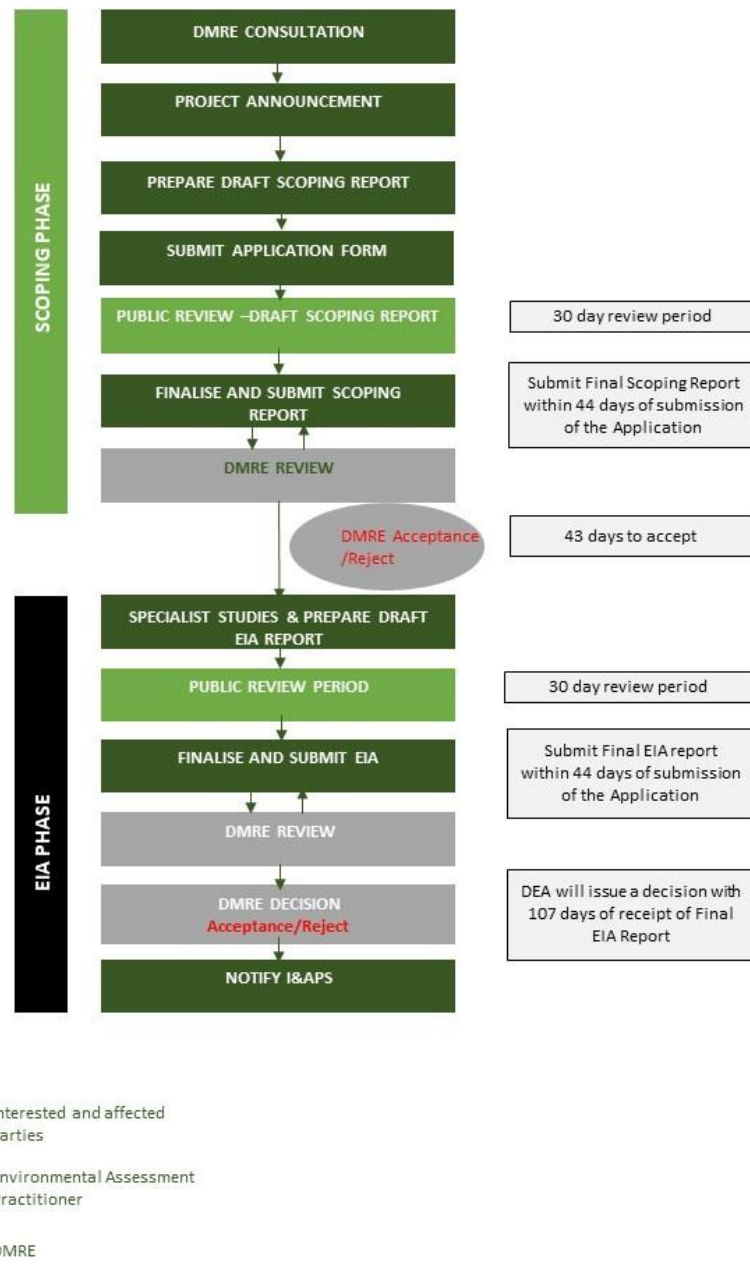 DMRE CONSULTATION
PROJECT ANNOUNCEMENT
PREPARE DRAFT SCOPING REPORT
SUBMIT APPLICATION FORM
PUBLIC REVIEW –DRAFT SCOPING REPORT
30 day review period
FINALISE AND SUBMIT SCOPING
REPORT
Submit Final Scoping Report
within 44 days of submission
of the Application
DMRE REVIEW
SCOPING PHASE
DMRE Acceptance
/Reject
43 days to accept
SPECIALIST STUDIES & PREPARE DRAFT
EIA REPORT
PUBLIC REVIEW PERIOD
30 day review period
FINALISE AND SUBMIT EIA
Submit Final EIA report
within 44 days of submission
of the Application
DMRE REVIEW
EIA PHASE
DMRE DECISION
Acceptance/Reject
DEA will issue a decision with
107 days of receipt of Final
EIA Report
NOTIFY I&APS
nterested and affected
arties
nvironmental Assessment
ractitioner
DMRE